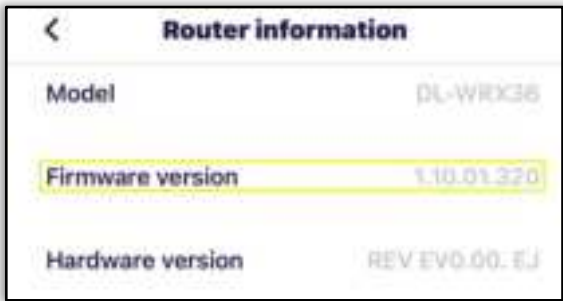 Router information
Model DL-WRX36
Firmware version 1.10.01.320
Hardware version REV EV0.00. EJ